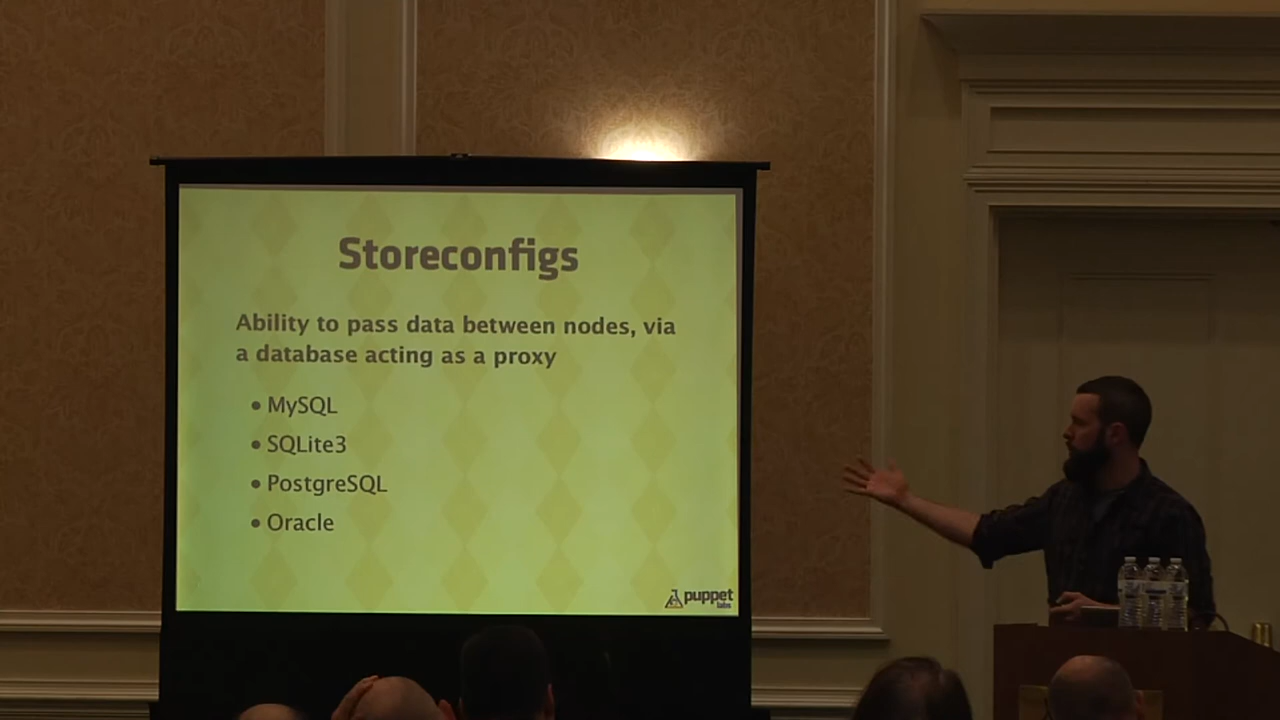 Storeconfigs
Ability to pass data between nodes, via
a database acting as a proxy
• MySQL
• SQLite3
• PostgreSQL
• Oracle
puppet
labs